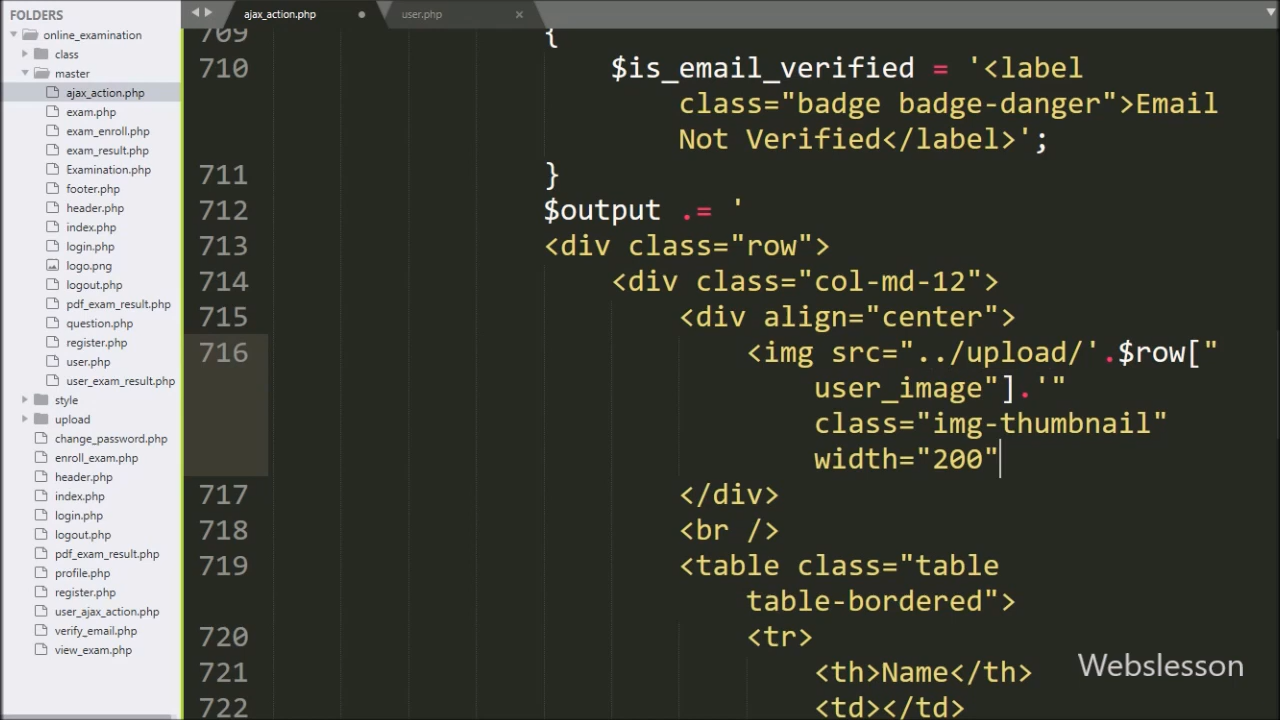 FOLDERS
online_examination
class
master
ajax_action.php
exam.php
exam_enroll.php
exam_result.php
Examination.php
footer.php
header.php
index.php
login.php
logo.png
logout.php
pdf_exam_result.php
question.php
register.php
user.php
user_exam_result.php
style
upload
change_password.php
enroll_exam.php
header.php
index.php
login.php
logout.php
pdf_exam_result.php
profile.php
register.php
user_ajax_action.php
verify_email.php
view_exam.php
ajax_action.php
user.php
709 {
710 $is_email_verified = '<label
class="badge badge-danger">Email
Not Verified</label>';
711 }
712 $output .= '
713 <div class="row">
714 <div class="col-md-12">
715 <div align="center">
716 <img src="../upload/'.$row["
user_image"].'"
class="img-thumbnail"
width="200"
717 </div>
718 <br />
719 <table class="table
table-bordered">
720 <tr>
721 <th>Name</th>
722 <td></td>
Webslesson